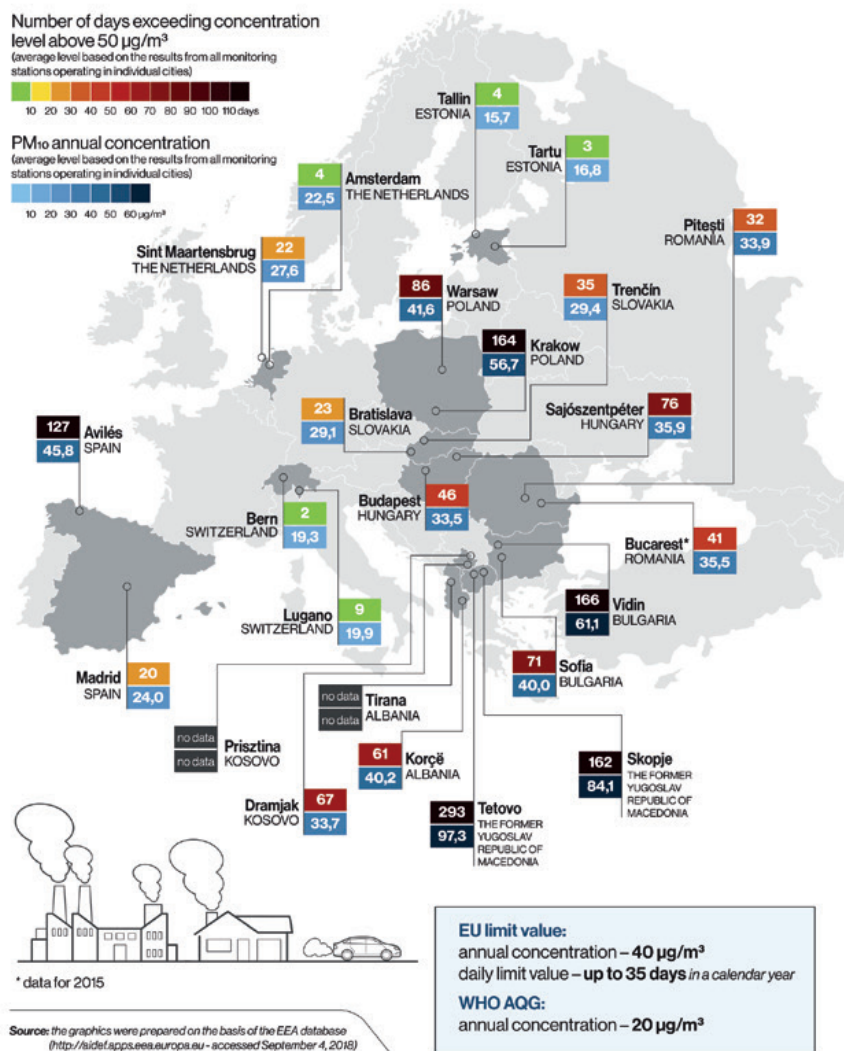 Number of days exceeding concentration
level above 50 µg/m³
(average level based on the results from all monitoring
stations operating in individual cities)
10 20 30 40 50 60 70 80 90 100 110 days
PM₁₀ annual concentration
(average level based on the results from all monitoring
stations operating in individual cities)
10 20 30 40 50 60 µg/m³
Tallin
ESTONIA
4
15,7
Tartu
ESTONIA
3
16,8
4
22,5
Amsterdam
THE NETHERLANDS
Pitești
ROMANIA
32
33,9
Sint Maartensbrug
THE NETHERLANDS
22
27,6
86
41,6
Warsaw
POLAND
35
29,4
Trenčín
SLOVAKIA
164
56,7
Krakow
POLAND
23
29,1
Bratislava
SLOVAKIA
Sajószentpéter
HUNGARY
76
35,9
127
45,8
Avilés
SPAIN
Budapest
HUNGARY
46
33,5
Bern
SWITZERLAND
2
19,3
Bucarest*
ROMANIA
41
35,5
166
61,1
Vidin
BULGARIA
Lugano
SWITZERLAND
9
19,9
71
40,0
Sofia
BULGARIA
Madrid
SPAIN
20
24,0
no data
no data
Tirana
ALBANIA
no data
no data
Prisztina
KOSOVO
61
40,2
Korçë
ALBANIA
162
84,1
Skopje
THE FORMER
YUGOSLAV
REPUBLIC OF
MACEDONIA
Dramjak
KOSOVO
67
33,7
293
97,3
Tetovo
THE FORMER
YUGOSLAV
REPUBLIC OF
MACEDONIA
EU limit value:
annual concentration – 40 µg/m³
daily limit value – up to 35 days in a calendar year
WHO AQG:
annual concentration – 20 µg/m³
* data for 2015
Source: the graphics were prepared on the basis of the EEA database
(http://aidef.apps.eea.europa.eu - accessed September 4, 2018)